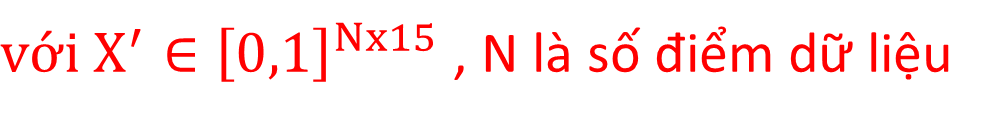 với X′ ∈ [0,1]^Nx15 , N là số điểm dữ liệu